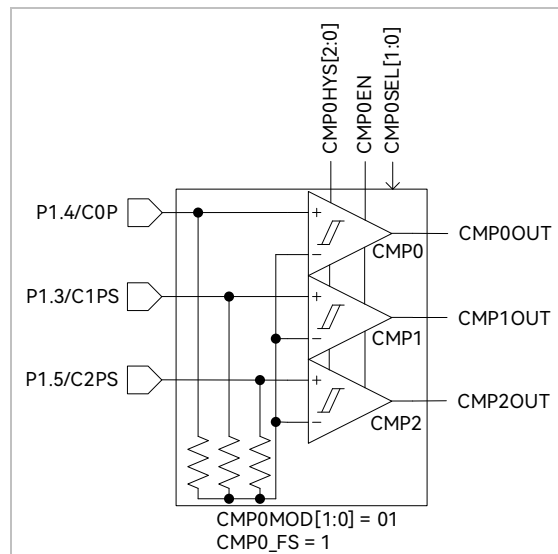 CMP0HYS[2:0]
CMP0EN
CMP0SEL[1:0]
P1.4/C0P
+
−
CMP0
CMP0OUT
P1.3/C1PS
+
−
CMP1
CMP1OUT
P1.5/C2PS
+
−
CMP2
CMP2OUT
CMP0MOD[1:0] = 01
CMP0_FS = 1